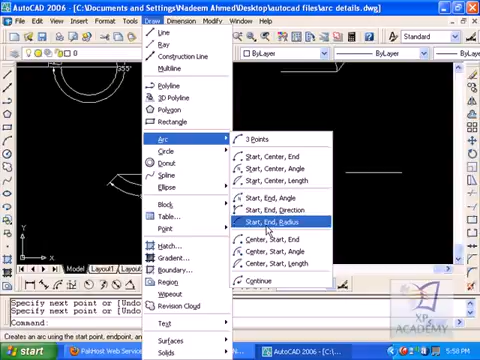 AutoCAD 2006 - [C:\Documents and Settings\Nadeem Ahmed\Desktop\autocad files\arc details.dwg]
File Edit View Insert Format Tools Draw Dimension Modify Window Help
0
ByLayer
ByLayer
Standard
355°
Line
Ray
Construction Line
Multiline
Polyline
3D Polyline
Polygon
Rectangle
Arc
Circle
Donut
Spline
Ellipse
Block
Table...
Point
Hatch...
Gradient...
Boundary...
Region
Wipeout
Revision Cloud
Text
Surfaces
Solids
3 Points
Start, Center, End
Start, Center, Angle
Start, Center, Length
Start, End, Angle
Start, End, Direction
Start, End, Radius
Center, Start, End
Center, Start, Angle
Center, Start, Length
Continue
Y
X
Model Layout1
Specify next point or [Undo
Specify next point or [Undo
Command:
Creates an arc using the start point, endpoint, and
XP
ACADEMY
start
PakHost Web Servic
AutoCAD 2006 - [C:\
5:58 PM